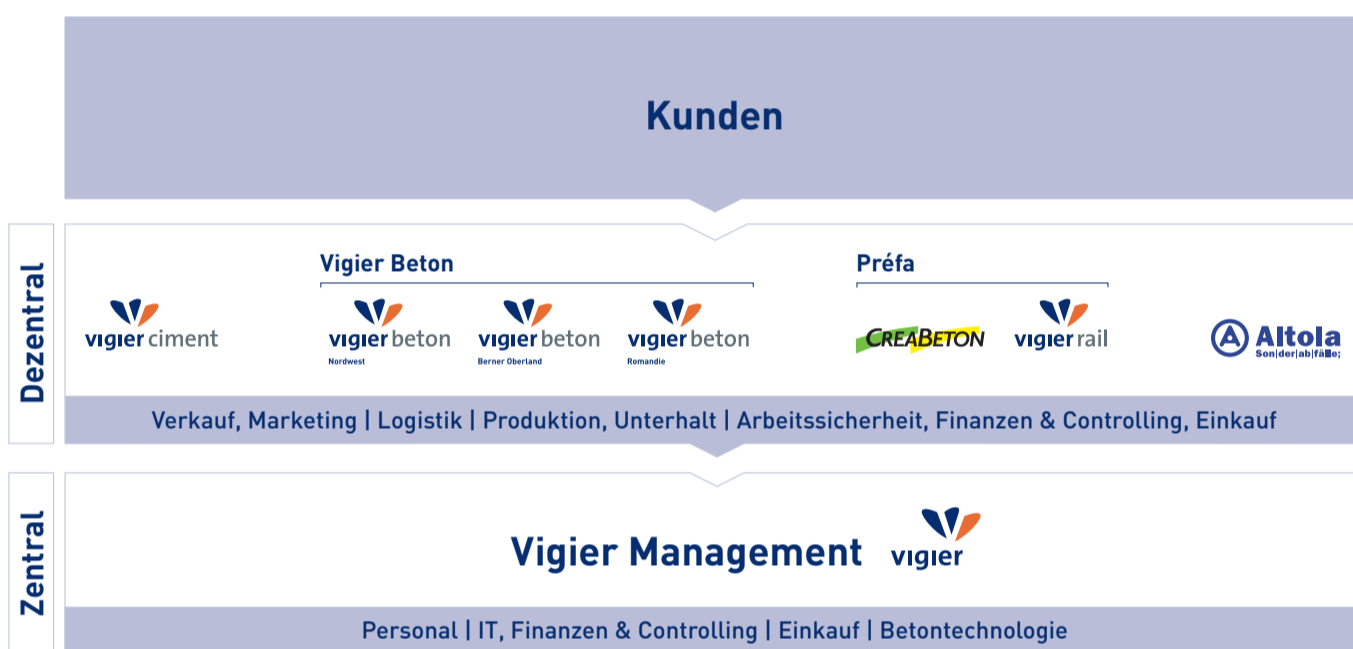 Kunden
Dezentral
Vigier Beton
Préfa
vigier ciment
vigier beton
Nordwest
vigier beton
Berner Oberland
vigier beton
Romandie
CREABETON
vigier rail
Altola
Son|der|ab|fälle;
Verkauf, Marketing | Logistik | Produktion, Unterhalt | Arbeitssicherheit, Finanzen & Controlling, Einkauf
Zentral
Vigier Management
vigier
Personal | IT, Finanzen & Controlling | Einkauf | Betontechnologie